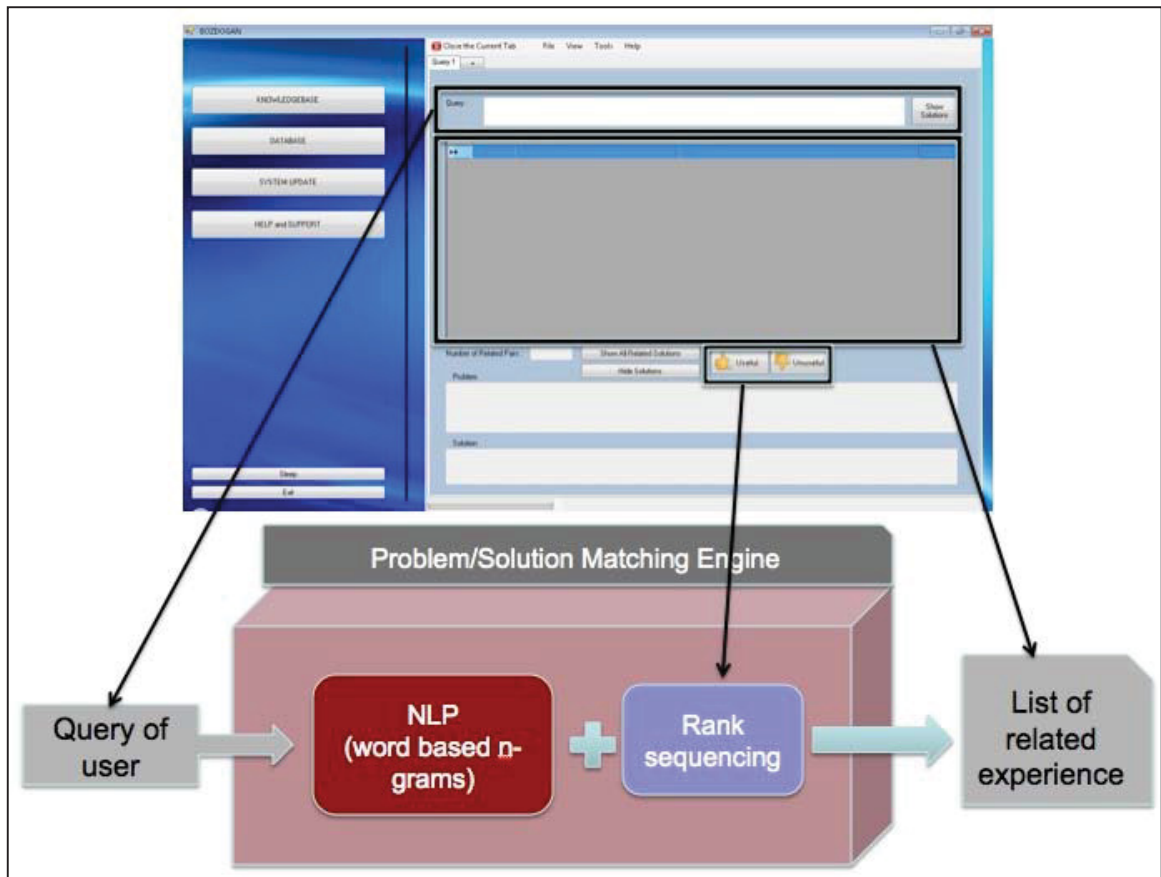 BOZDOGAN
Close the Current Tab File View Tools Help
Query 1
KNOWLEDGEBASE
DATABASE
SYSTEM UPDATE
HELP and SUPPORT
Sleep
Exit
Query
Show
Solutions
Number of Related Pairs
Show All Related Solutions
Hide Solutions
Useful
Unuseful
Problem
Solution
Problem/Solution Matching Engine
Query of
user
NLP
(word based n-
grams)
Rank
sequencing
List of
related
experience